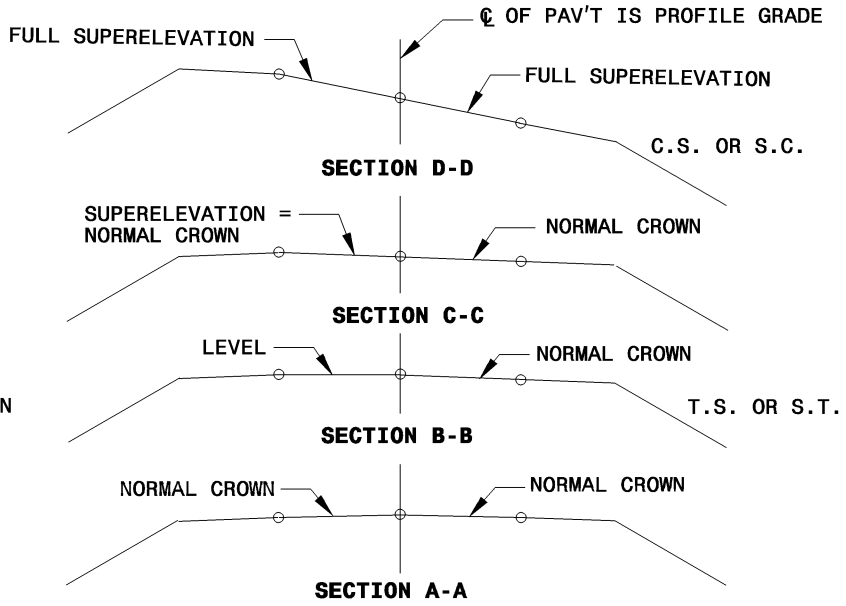 ℄ OF PAV'T IS PROFILE GRADE
FULL SUPERELEVATION
FULL SUPERELEVATION
C.S. OR S.C.
SECTION D-D
SUPERELEVATION =
NORMAL CROWN
NORMAL CROWN
SECTION C-C
LEVEL
NORMAL CROWN
N
T.S. OR S.T.
SECTION B-B
NORMAL CROWN
NORMAL CROWN
SECTION A-A